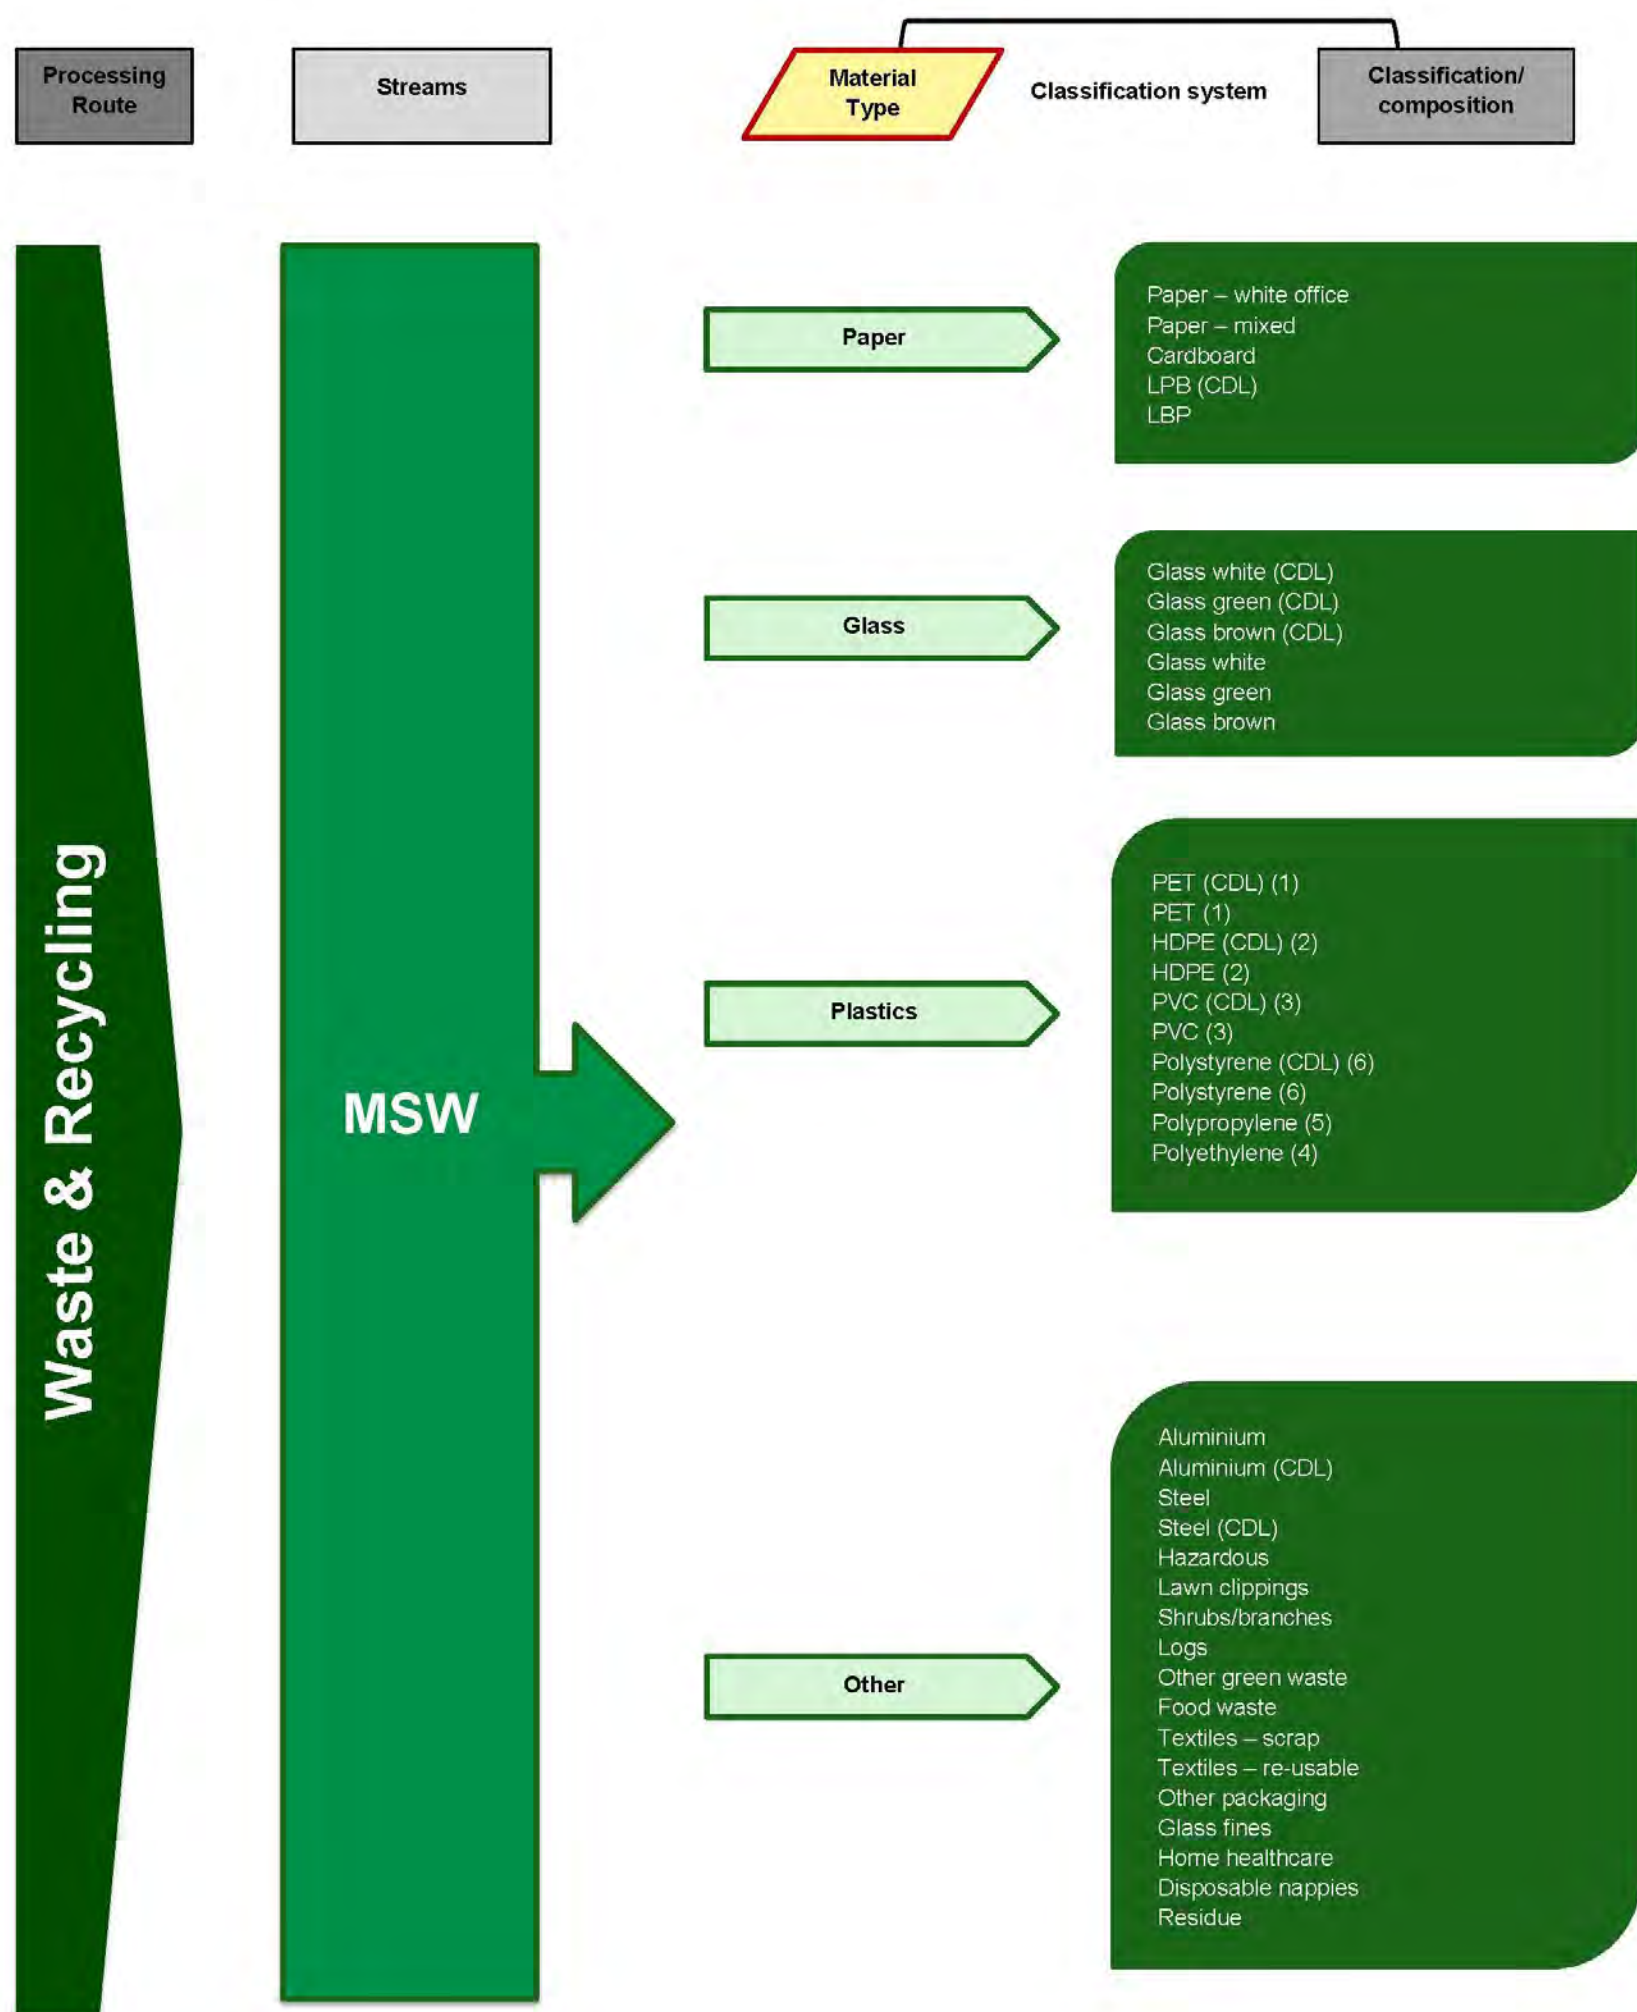 Processing
Route
Streams
Material
Type
Classification system
Classification/
composition
Waste & Recycling
MSW
Paper
Paper – white office
Paper – mixed
Cardboard
LPB (CDL)
LBP
Glass
Glass white (CDL)
Glass green (CDL)
Glass brown (CDL)
Glass white
Glass green
Glass brown
Plastics
PET (CDL) (1)
PET (1)
HDPE (CDL) (2)
HDPE (2)
PVC (CDL) (3)
PVC (3)
Polystyrene (CDL) (6)
Polystyrene (6)
Polypropylene (5)
Polyethylene (4)
Other
Aluminium
Aluminium (CDL)
Steel
Steel (CDL)
Hazardous
Lawn clippings
Shrubs/branches
Logs
Other green waste
Food waste
Textiles – scrap
Textiles – re-usable
Other packaging
Glass fines
Home healthcare
Disposable nappies
Residue